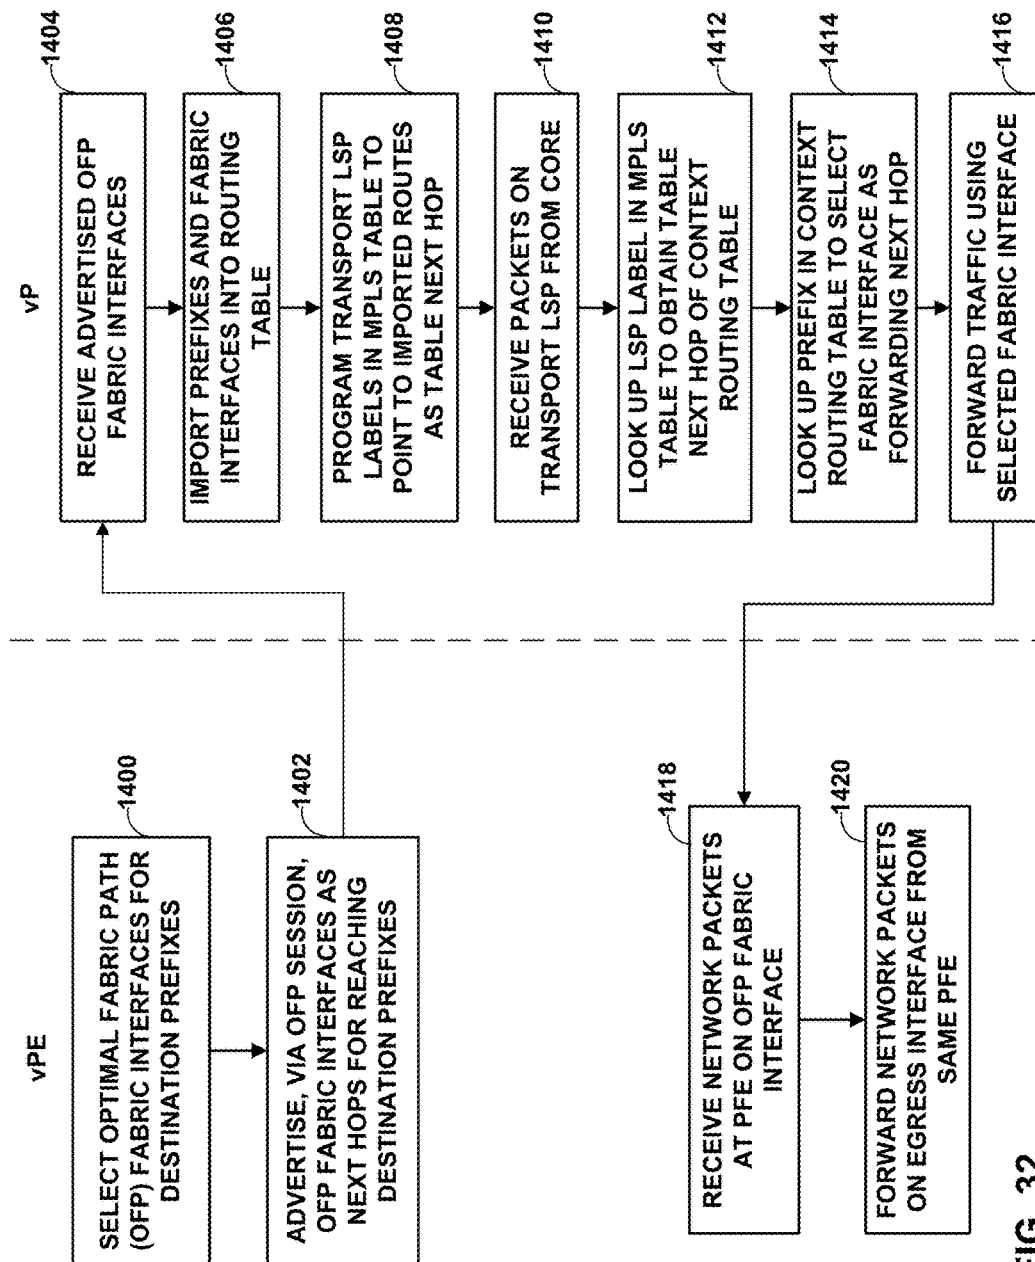 vPE
SELECT OPTIMAL FABRIC PATH
(OFP) FABRIC INTERFACES FOR
DESTINATION PREFIXES
1400
ADVERTISE, VIA OFP SESSION,
OFP FABRIC INTERFACES AS
NEXT HOPS FOR REACHING
DESTINATION PREFIXES
1402
vP
RECEIVE ADVERTISED OFP
FABRIC INTERFACES
1404
IMPORT PREFIXES AND FABRIC
INTERFACES INTO ROUTING
TABLE
1406
PROGRAM TRANSPORT LSP
LABELS IN MPLS TABLE TO
POINT TO IMPORTED ROUTES
AS TABLE NEXT HOP
1408
RECEIVE PACKETS ON
TRANSPORT LSP FROM CORE
1410
LOOK UP LSP LABEL IN MPLS
TABLE TO OBTAIN TABLE
NEXT HOP OF CONTEXT
ROUTING TABLE
1412
LOOK UP PREFIX IN CONTEXT
ROUTING TABLE TO SELECT
FABRIC INTERFACE AS
FORWARDING NEXT HOP
1414
FORWARD TRAFFIC USING
SELECTED FABRIC INTERFACE
1416
RECEIVE NETWORK PACKETS
AT PFE ON OFP FABRIC
INTERFACE
1418
FORWARD NETWORK PACKETS
ON EGRESS INTERFACE FROM
SAME PFE
1420
FIG. 32